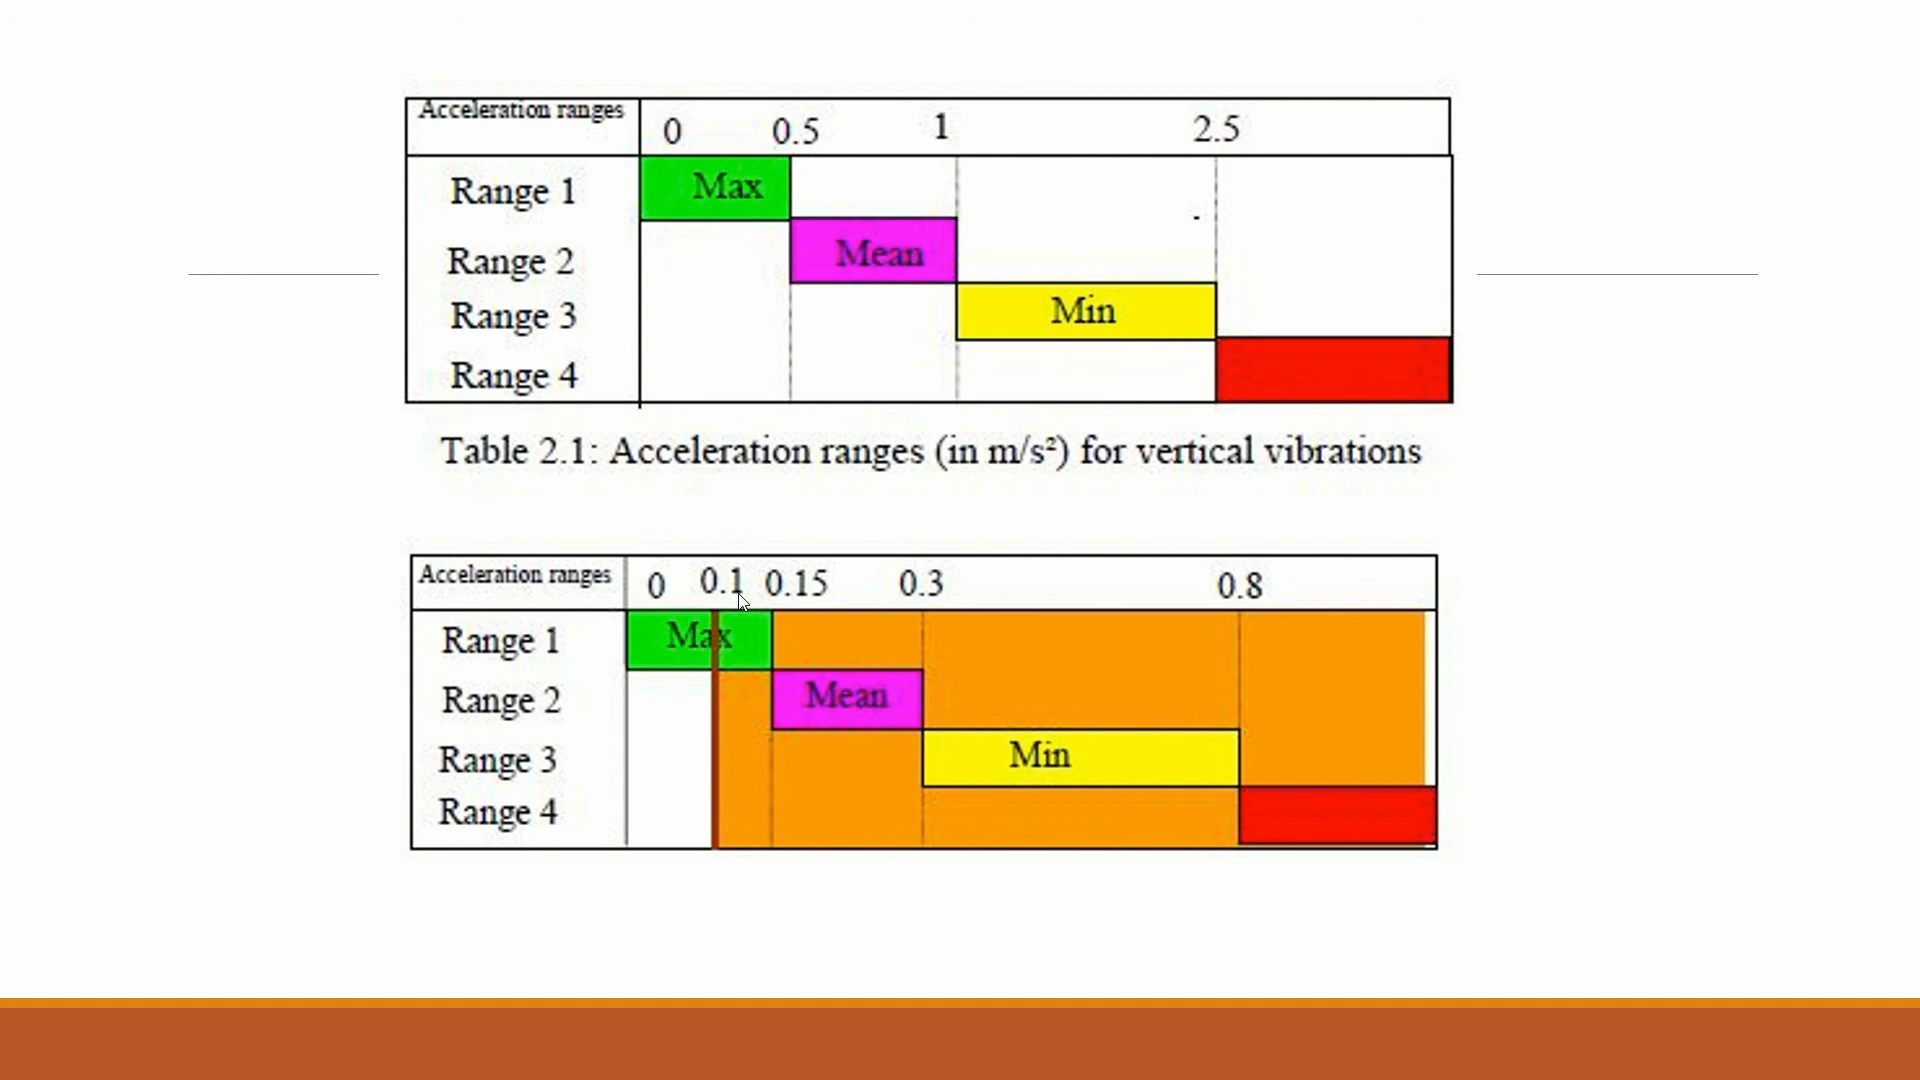 Acceleration ranges 0 0.5 1 2.5
Range 1 Max
Range 2 Mean
Range 3 Min
Range 4
Table 2.1: Acceleration ranges (in m/s²) for vertical vibrations
Acceleration ranges 0 0.1 0.15 0.3 0.8
Range 1 Max
Range 2 Mean
Range 3 Min
Range 4